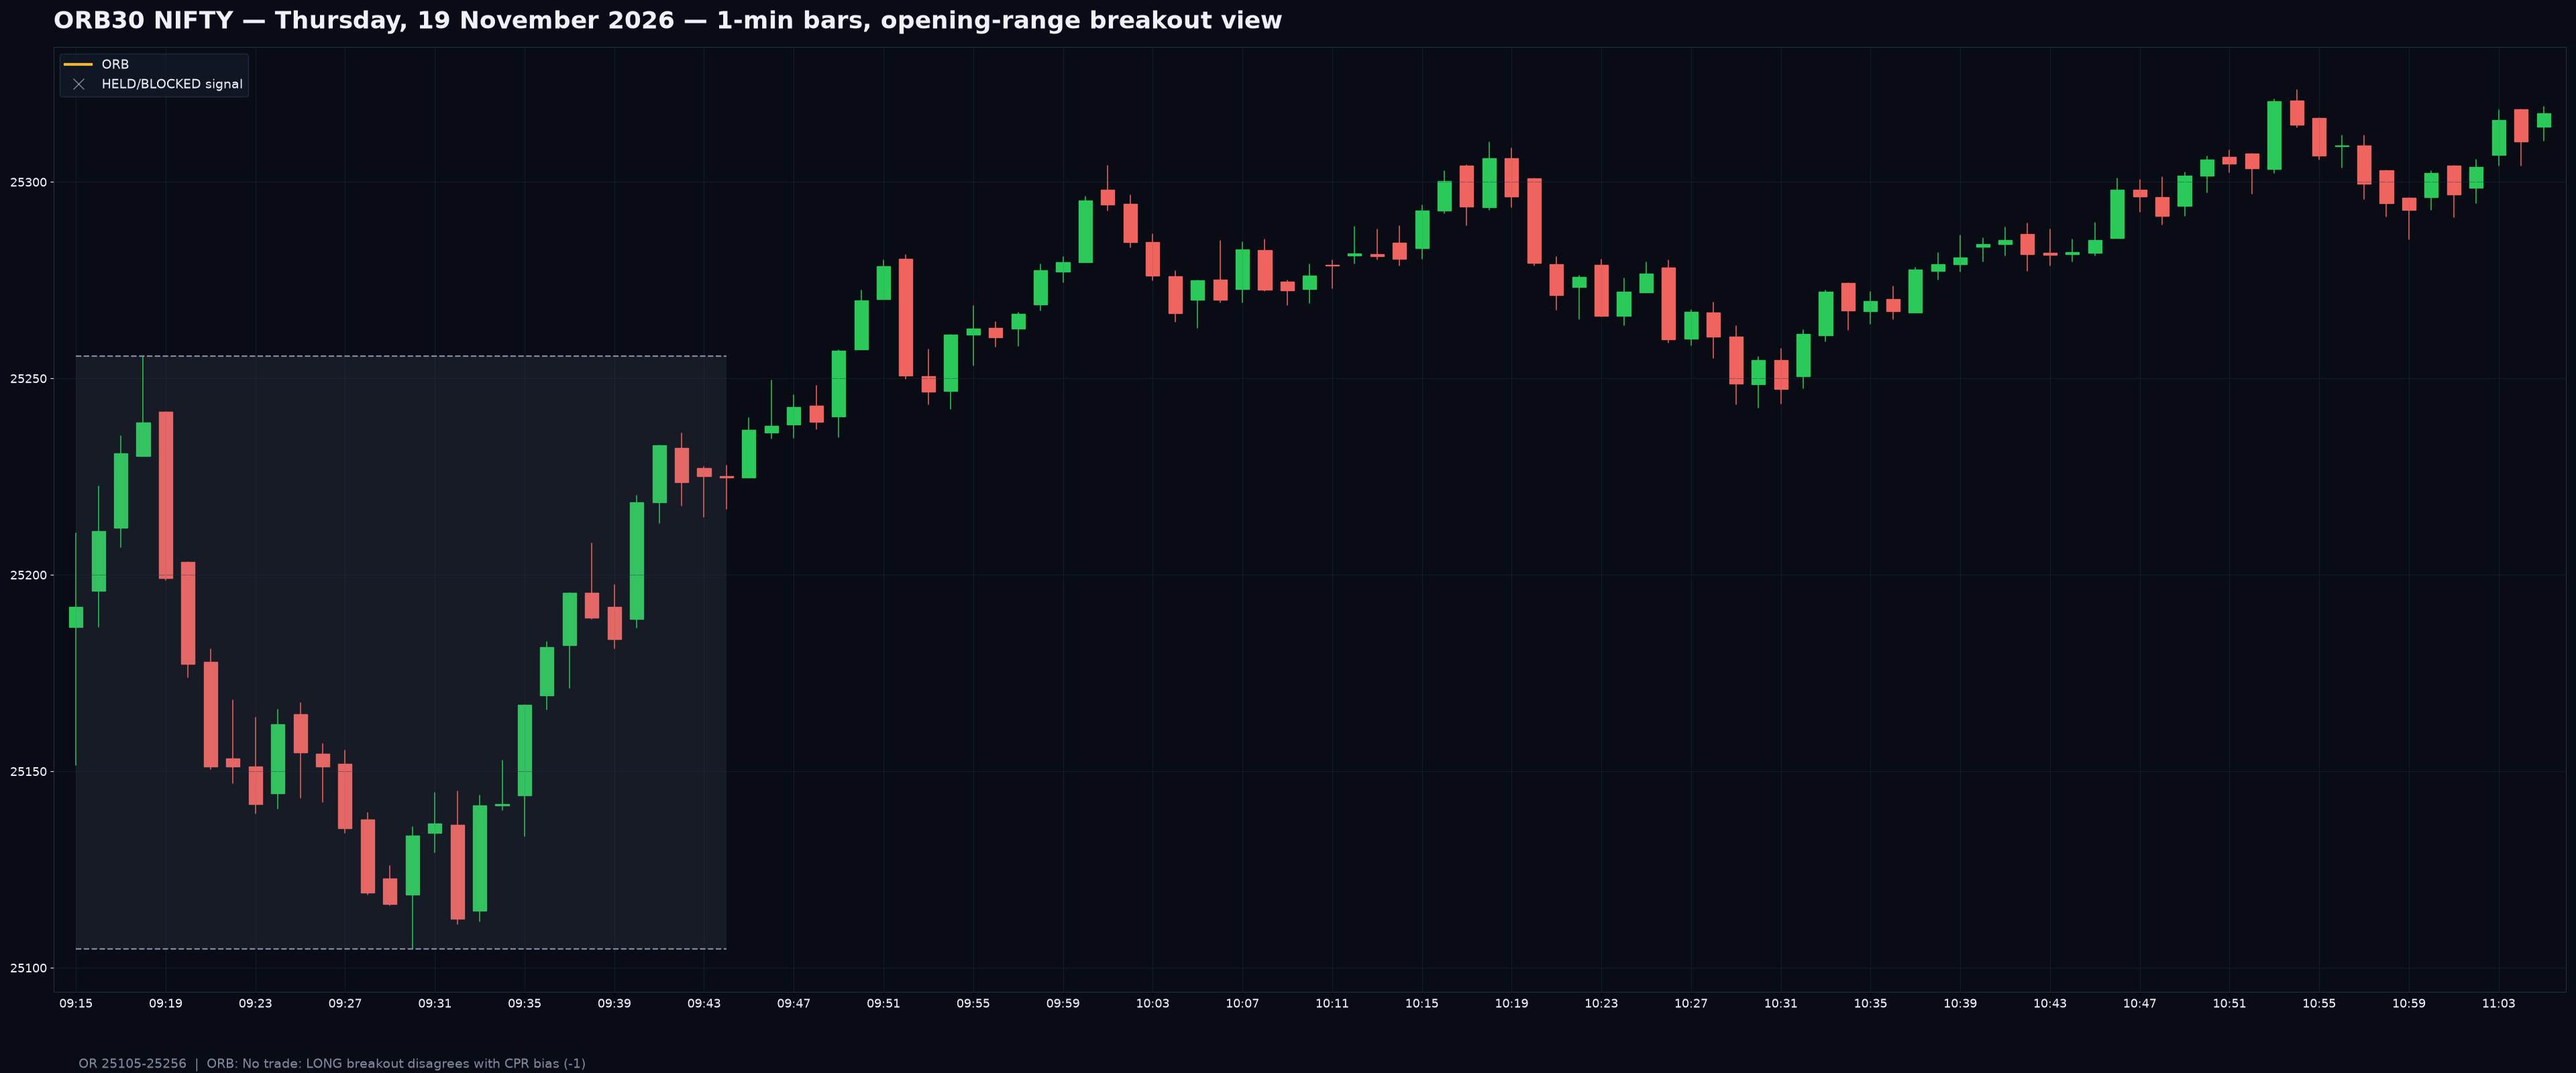 ORB30 NIFTY — Thursday, 19 November 2026 — 1-min bars, opening-range breakout view
ORB
HELD/BLOCKED signal
25300
25250
25200
25150
25100
09:15 09:19 09:23 09:27 09:31 09:35 09:39 09:43 09:47 09:51 09:55 09:59 10:03 10:07 10:11 10:15 10:19 10:23 10:27 10:31 10:35 10:39 10:43 10:47 10:51 10:55 10:59 11:03
OR 25105-25256 | ORB: No trade: LONG breakout disagrees with CPR bias (-1)